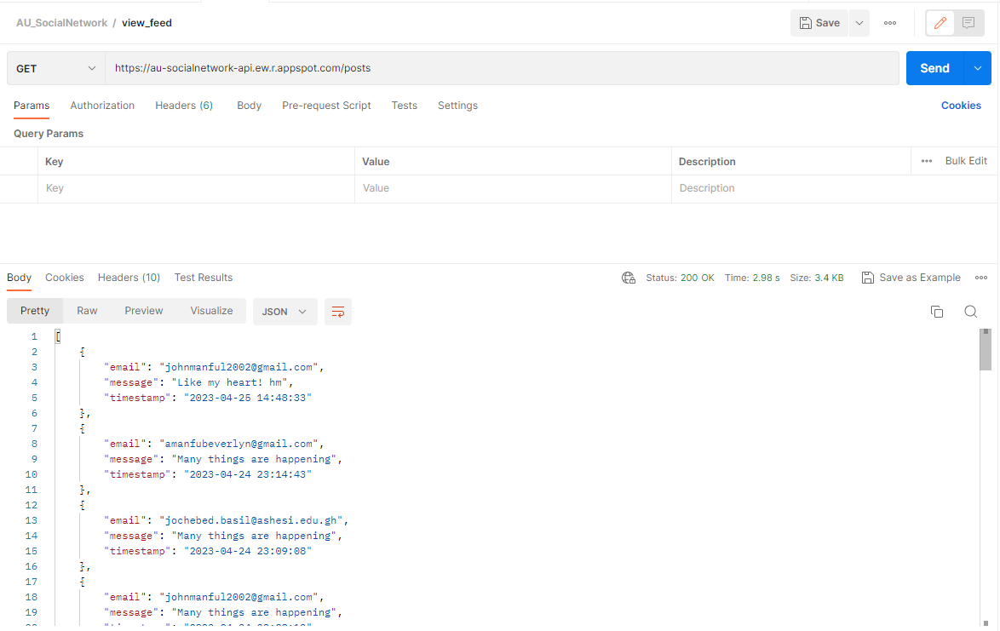 AU_SocialNetwork / view_feed
Save
GET
https://au-socialnetwork-api.ew.r.appspot.com/posts
Send
Params Authorization Headers (6) Body Pre-request Script Tests Settings Cookies
Query Params
Key Value Description Bulk Edit
Key Value Description
Body Cookies Headers (10) Test Results Status: 200 OK Time: 2.98 s Size: 3.4 KB Save as Example
Pretty Raw Preview Visualize JSON
1 [
2 {
3 "email": "johnmanful2002@gmail.com",
4 "message": "Like my heart! hm",
5 "timestamp": "2023-04-25 14:48:33"
6 },
7 {
8 "email": "amanfubeverlyn@gmail.com",
9 "message": "Many things are happening",
10 "timestamp": "2023-04-24 23:14:43"
11 },
12 {
13 "email": "jochebed.basil@ashesi.edu.gh",
14 "message": "Many things are happening",
15 "timestamp": "2023-04-24 23:09:08"
16 },
17 {
18 "email": "johnmanful2002@gmail.com",
19 "message": "Many things are happening",